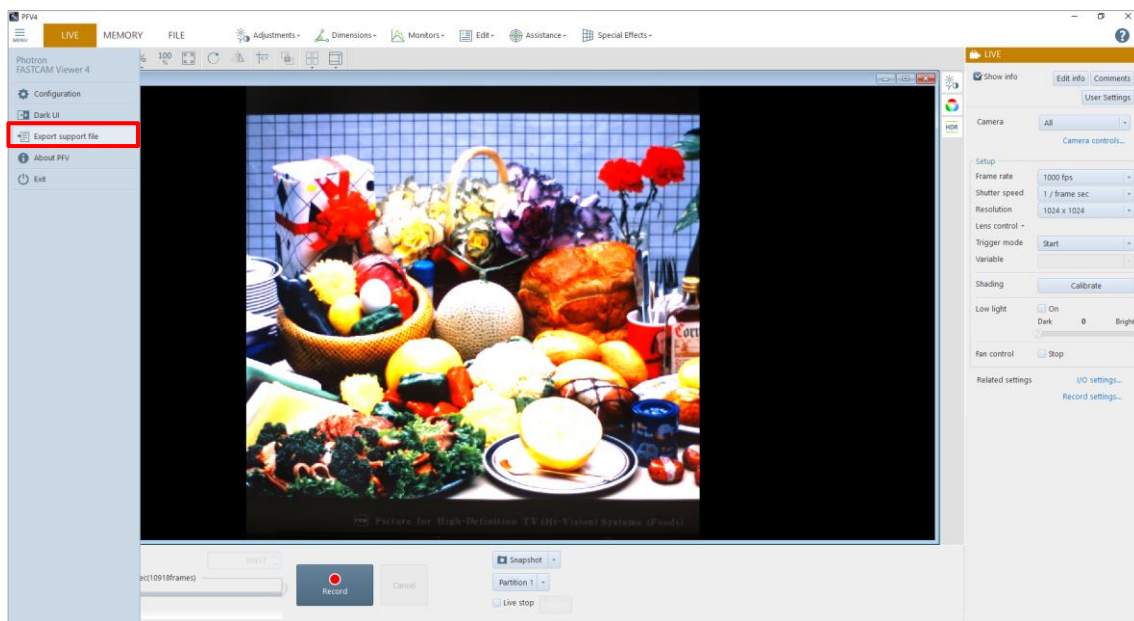 PFV4
MENU
LIVE
MEMORY
FILE
Adjustments
Dimensions
Monitors
Edit
Assistance
Special Effects
Photron
FASTCAM Viewer 4
Configuration
Dark UI
Export support file
About PFV
Exit
%
100
%
HDR
LIVE
Show info
Edit info
Comments
User Settings
Camera
All
Camera controls...
Setup
Frame rate
1000 fps
Shutter speed
1 / frame sec
Resolution
1024 x 1024
Lens control
Trigger mode
Start
Variable
Shading
Calibrate
Low light
On
Dark
0
Bright
Fan control
Stop
Related settings
I/O settings...
Record settings...
Corn
Picture for High-Definition TV (Hi-Vision) Systems (Foods)
10917
ec(10918frames)
Record
Cancel
Snapshot
Partition 1
Live stop